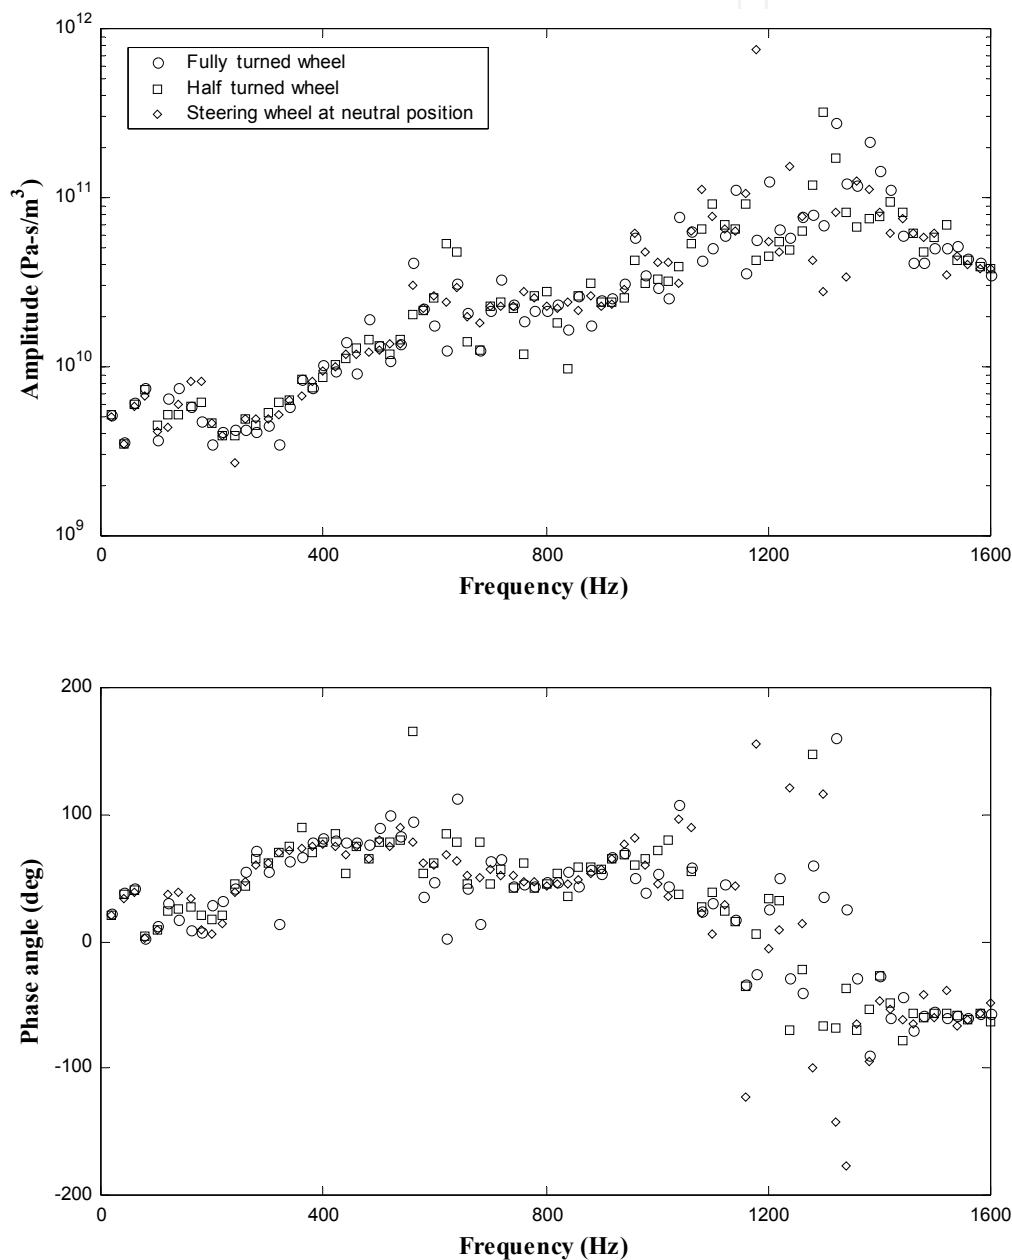 10^12
Fully turned wheel
Half turned wheel
Steering wheel at neutral position
10^11
10^10
10^9
Amplitude (Pa-s/m^3)
0 400 800 1200 1600
Frequency (Hz)
200
100
0
-100
-200
Phase angle (deg)
0 400 800 1200 1600
Frequency (Hz)